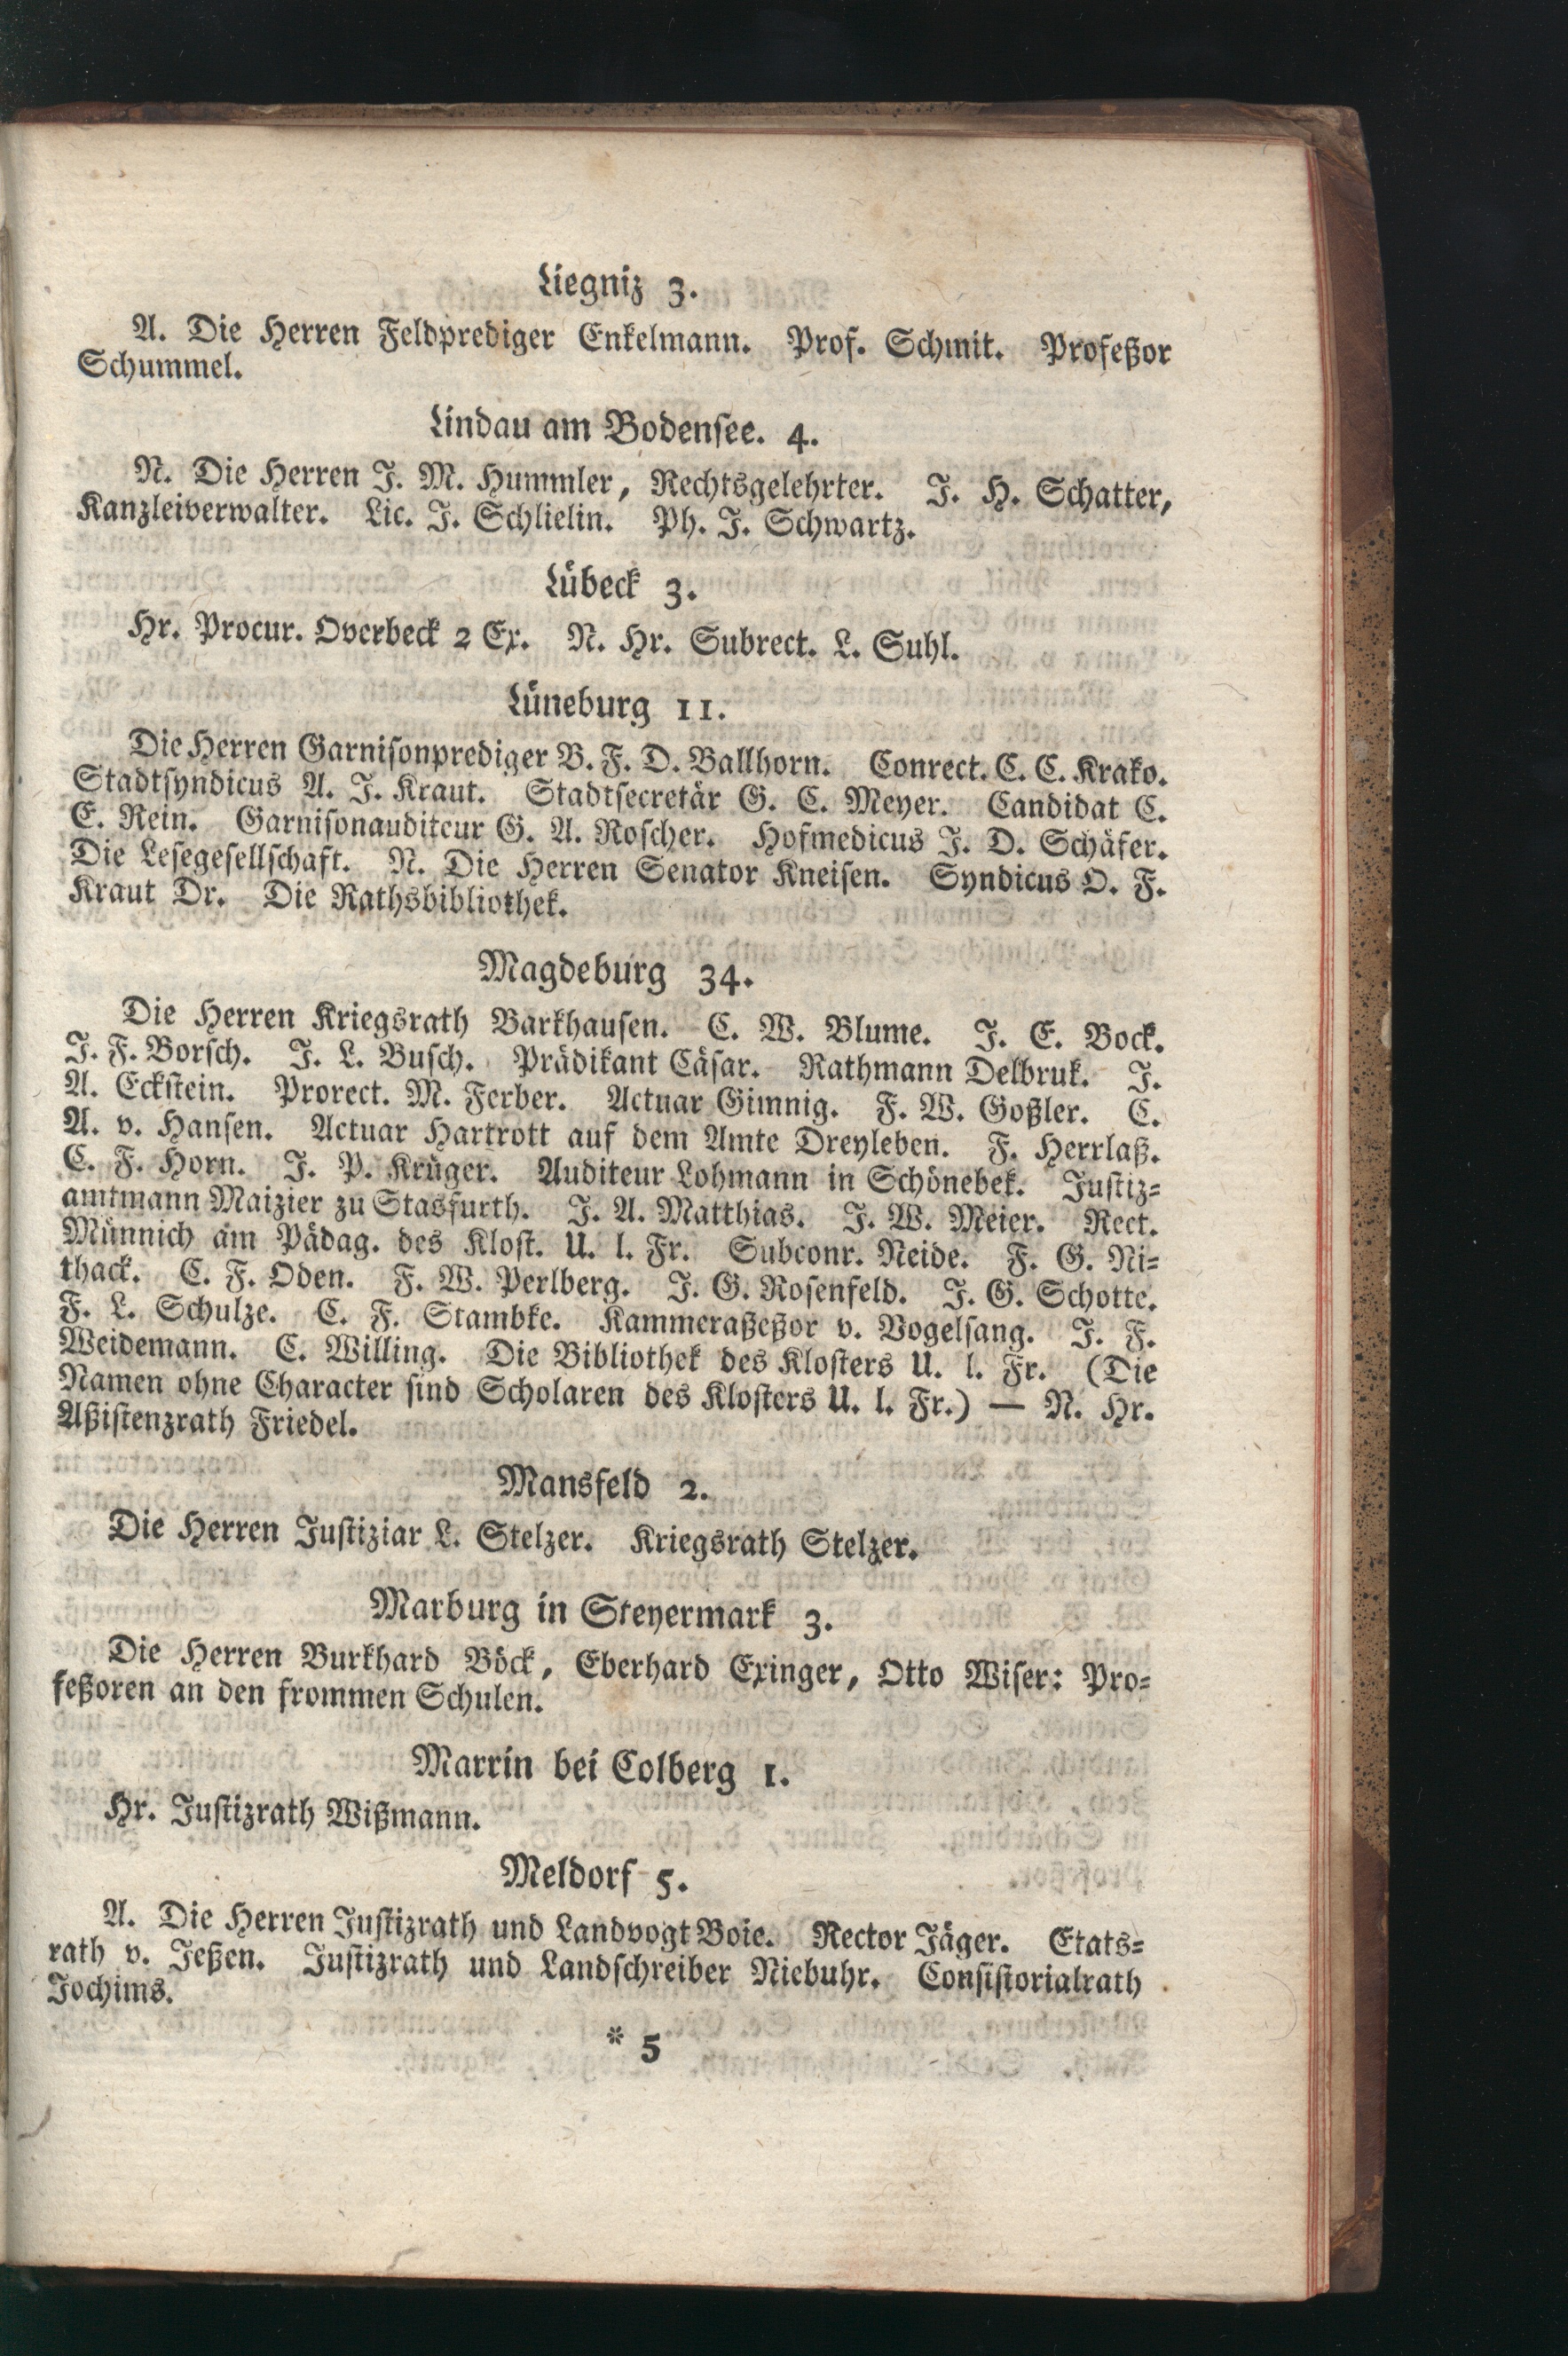 Liegniz 3.
A. Die Herren Feldprediger Enkelmann. Prof. Schmit. Profeßor
Schummel.
Lindau am Bodensee. 4.
N. Die Herren J. M. Hummler, Rechtsgelehrter. J. H. Schatter,
Kanzleiverwalter. Lic. J. Schlielin. Ph. J. Schwartz.
Lübeck 3.
Hr. Procur. Overbeck 2 Ex. N. Hr. Subrect. L. Suhl.
Lüneburg 11.
Die Herren Garnisonprediger B. F. D. Ballhorn. Conrect. C. C. Krako.
Stadtsyndicus A. J. Kraut. Stadtsecretär G. C. Meyer. Candidat C.
E. Rein. Garnisonauditeur G. A. Roscher. Hofmedicus J. D. Schäfer.
Die Lesegesellschaft. N. Die Herren Senator Kneisen. Syndicus O. F.
Kraut Dr. Die Rathsbibliothek.
Magdeburg 34.
Die Herren Kriegsrath Barkhausen. C. W. Blume. J. E. Bock.
J. F. Borsch. J. L. Busch. Prädikant Cäsar. Rathmann Delbruk. J.
A. Eckstein. Prorect. M. Ferber. Actuar Gimnig. F. W. Goßler. C.
A. v. Hansen. Actuar Hartrott auf dem Amte Dreyleben. F. Herrlaß.
C. F. Horn. J. P. Krüger. Auditeur Lohmann in Schönebek. Justiz-
amtmann Maizier zu Stasfurth. J. A. Matthias. J. W. Meier. Rect.
Münnich am Pädag. des Klost. U. l. Fr. Subconr. Neide. F. G. Ni-
thack. C. F. Oden. F. W. Perlberg. J. G. Rosenfeld. J. G. Schotte.
F. L. Schulze. C. F. Stambke. Kammeraßeßor v. Vogelsang. J. F.
Weidemann. C. Willing. Die Bibliothek des Klosters U. l. Fr. (Die
Namen ohne Character sind Scholaren des Klosters U. l. Fr.) — N. Hr.
Aßistenzrath Friedel.
Mansfeld 2.
Die Herren Justiziar L. Stelzer. Kriegsrath Stelzer.
Marburg in Steyermark 3.
Die Herren Burkhard Böck, Eberhard Exinger, Otto Wiser: Pro-
feßoren an den frommen Schulen.
Marrin bei Colberg 1.
Hr. Justizrath Wißmann.
Meldorf 5.
A. Die Herren Justizrath und Landvogt Boie. Rector Jäger. Etats-
rath v. Jeßen. Justizrath und Landschreiber Niebuhr. Consistorialrath
Jochims.
* 5